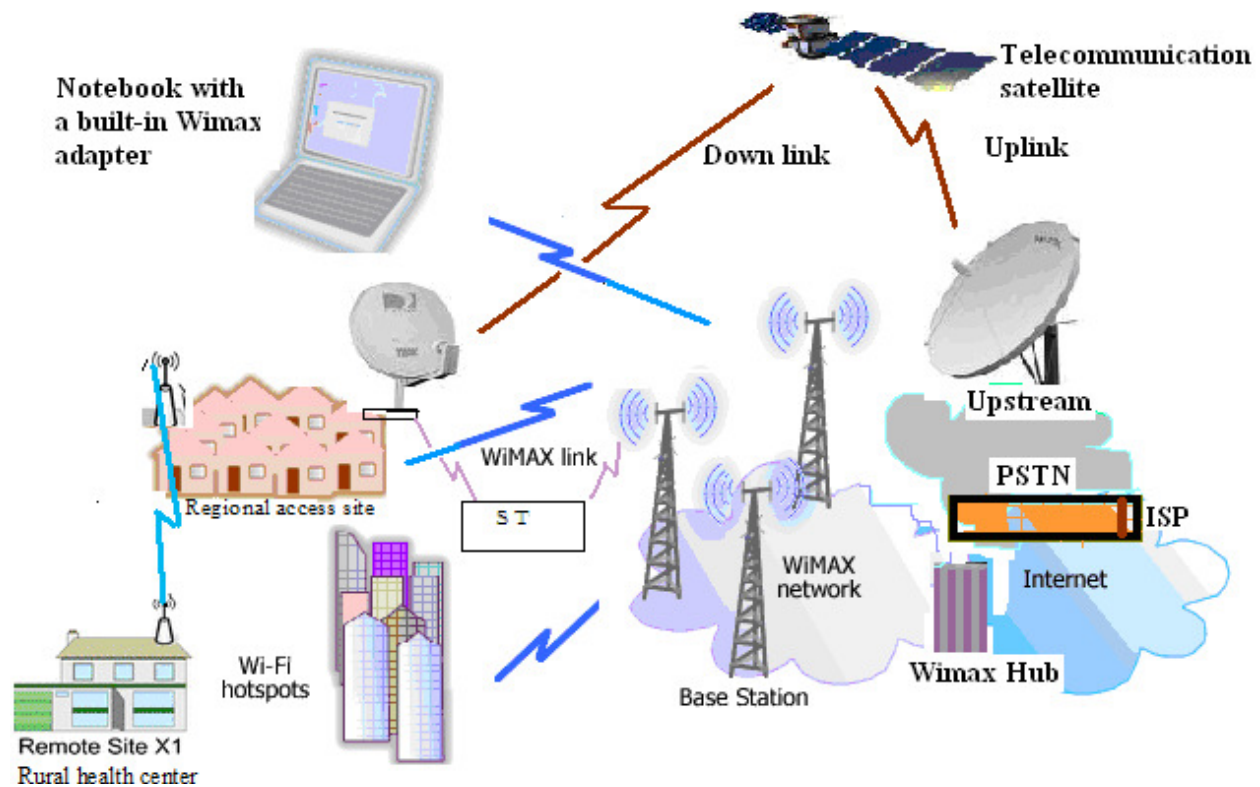 Telecommunication
satellite
Notebook with
a built-in Wimax
adapter
Down link
Uplink
Upstream
WiMAX link
PSTN
ISP
Regional access site
S T
WiMAX
network
Internet
Wi-Fi
hotspots
Wimax Hub
Base Station
Remote Site X1
Rural health center